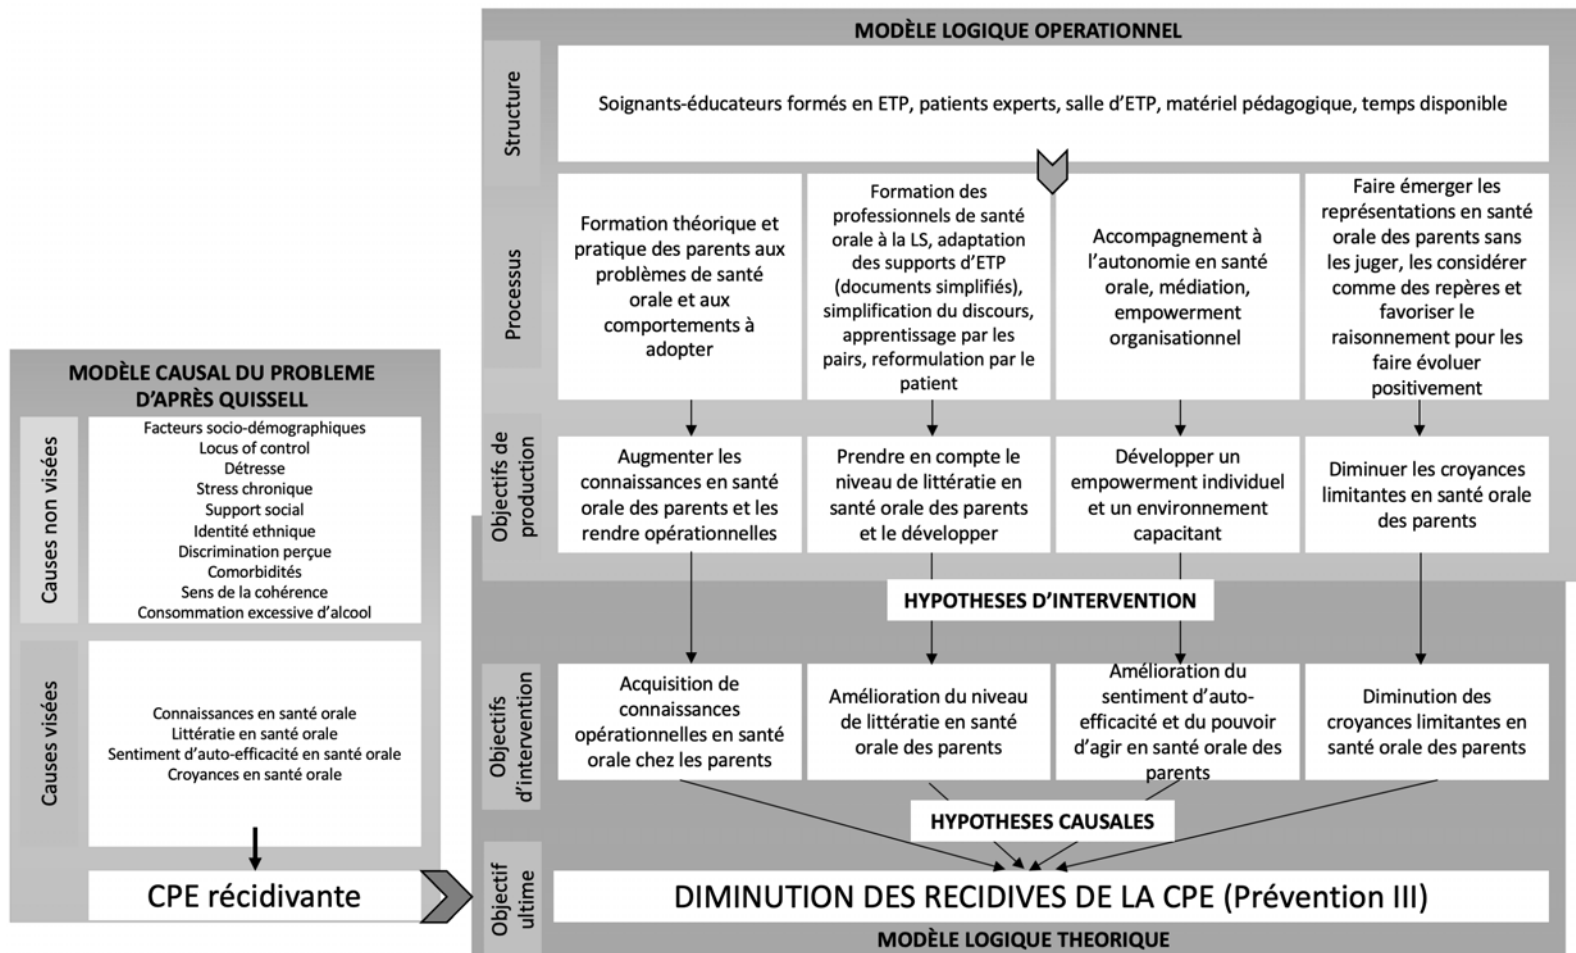 MODÈLE LOGIQUE OPERATIONNEL
Structure
Soignants-éducateurs formés en ETP, patients experts, salle d'ETP, matériel pédagogique, temps disponible
Processus
Formation théorique et
pratique des parents aux
problèmes de santé
orale et aux
comportements à
adopter
Formation des
professionnels de santé
orale à la LS, adaptation
des supports d'ETP
(documents simplifiés),
simplification du discours,
apprentissage par les
pairs, reformulation par le
patient
Accompagnement à
l'autonomie en santé
orale, médiation,
empowerment
organisationnel
Faire émerger les
représentations en santé
orale des parents sans
les juger, les considérer
comme des repères et
favoriser le
raisonnement pour les
faire évoluer
positivement
Objectifs de
production
Augmenter les
connaissances en santé
orale des parents et les
rendre opérationnelles
Prendre en compte le
niveau de littératie en
santé orale des parents
et le développer
Développer un
empowerment individuel
et un environnement
capacitant
Diminuer les croyances
limitantes en santé orale
des parents
HYPOTHESES D'INTERVENTION
Objectifs
d'intervention
Acquisition de
connaissances
opérationnelles en santé
orale chez les parents
Amélioration du niveau
de littératie en santé
orale des parents
Amélioration du
sentiment d'auto-
efficacité et du pouvoir
d'agir en santé orale des
parents
Diminution des
croyances limitantes en
santé orale des parents
HYPOTHESES CAUSALES
Objectif
ultime
DIMINUTION DES RECIDIVES DE LA CPE (Prévention III)
MODÈLE LOGIQUE THEORIQUE
MODÈLE CAUSAL DU PROBLEME
D'APRÈS QUISSELL
Causes non visées
Facteurs socio-démographiques
Locus of control
Détresse
Stress chronique
Support social
Identité ethnique
Discrimination perçue
Comorbidités
Sens de la cohérence
Consommation excessive d'alcool
Causes visées
Connaissances en santé orale
Littératie en santé orale
Sentiment d'auto-efficacité en santé orale
Croyances en santé orale
CPE récidivante